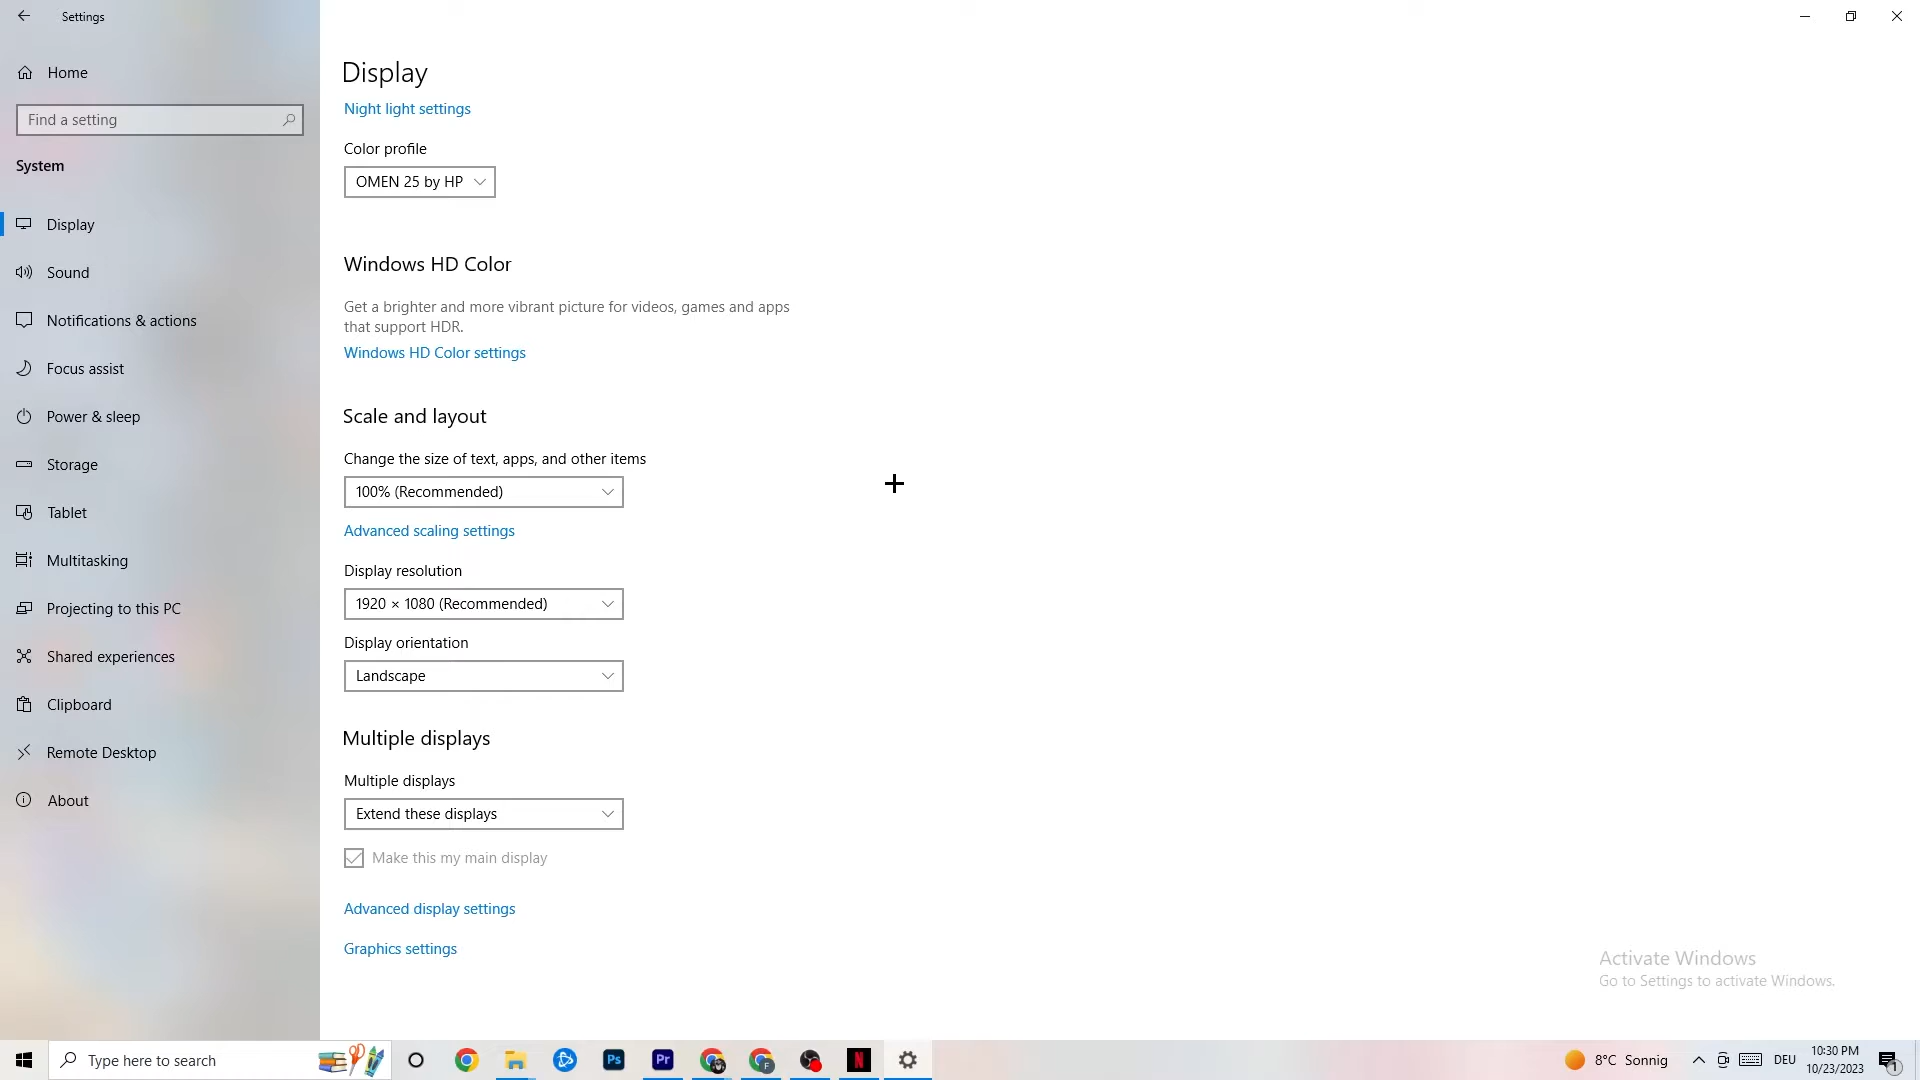 Settings
Home
Find a setting
System
Display
Sound
Notifications & actions
Focus assist
Power & sleep
Storage
Tablet
Multitasking
Projecting to this PC
Shared experiences
Clipboard
Remote Desktop
About
Display
Night light settings
Color profile
OMEN 25 by HP
Windows HD Color
Get a brighter and more vibrant picture for videos, games and apps
that support HDR.
Windows HD Color settings
Scale and layout
Change the size of text, apps, and other items
100% (Recommended)
Advanced scaling settings
Display resolution
1920 × 1080 (Recommended)
Display orientation
Landscape
Multiple displays
Multiple displays
Extend these displays
Make this my main display
Advanced display settings
Graphics settings
Activate Windows
Go to Settings to activate Windows.
Type here to search
Ps
Pr
F
N
8°C Sonnig
DEU
10:30 PM
10/23/2023
1